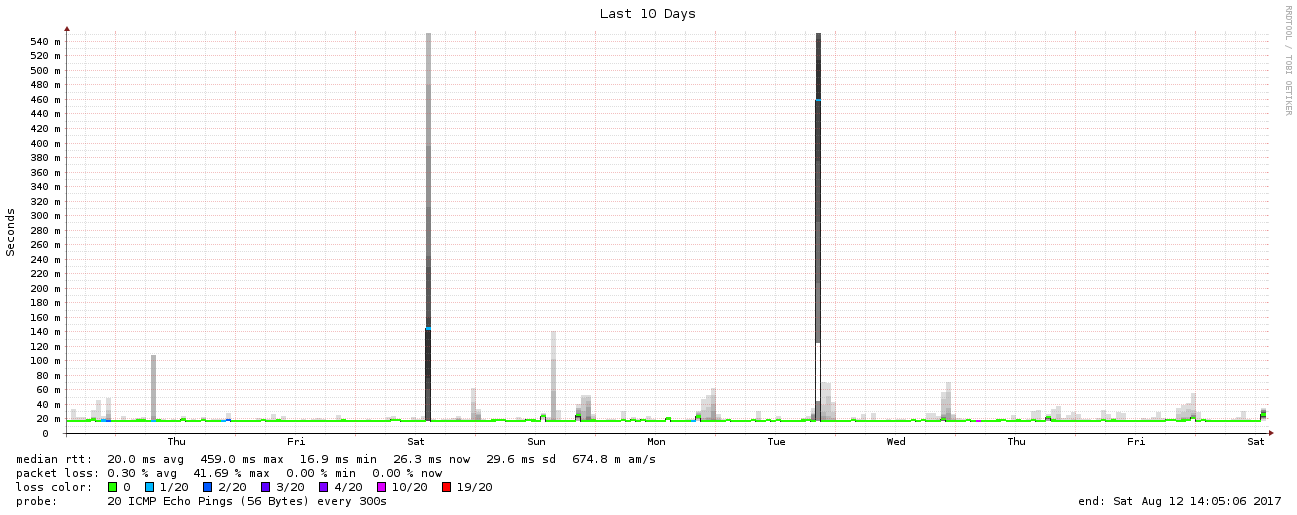 Last 10 Days
RRDTOOL / TOBI OETIKER
Seconds
540 m
520 m
500 m
480 m
460 m
440 m
420 m
400 m
380 m
360 m
340 m
320 m
300 m
280 m
260 m
240 m
220 m
200 m
180 m
160 m
140 m
120 m
100 m
80 m
60 m
40 m
20 m
0
Thu Fri Sat Sun Mon Tue Wed Thu Fri Sat
median rtt: 20.0 ms avg 459.0 ms max 16.9 ms min 26.3 ms now 29.6 ms sd 674.8 m am/s
packet loss: 0.30 % avg 41.69 % max 0.00 % min 0.00 % now
loss color: 0 1/20 2/20 3/20 4/20 10/20 19/20
probe: 20 ICMP Echo Pings (56 Bytes) every 300s end: Sat Aug 12 14:05:06 2017